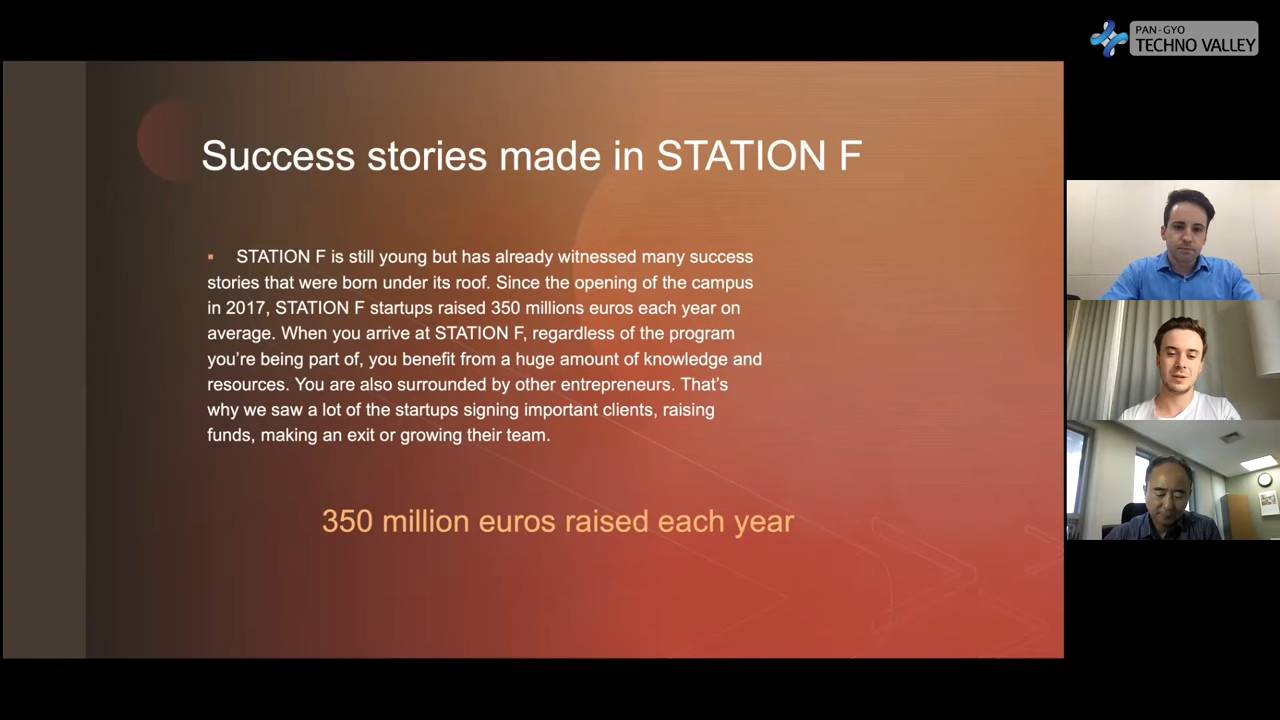 PAN-GYO
TECHNO VALLEY
Success stories made in STATION F
▪ STATION F is still young but has already witnessed many success
stories that were born under its roof. Since the opening of the campus
in 2017, STATION F startups raised 350 millions euros each year on
average. When you arrive at STATION F, regardless of the program
you're being part of, you benefit from a huge amount of knowledge and
resources. You are also surrounded by other entrepreneurs. That's
why we saw a lot of the startups signing important clients, raising
funds, making an exit or growing their team.
350 million euros raised each year